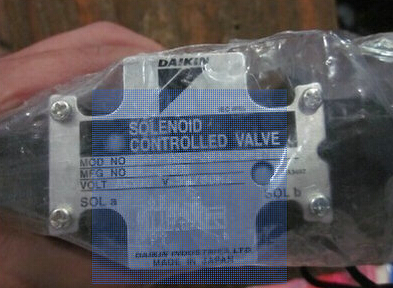 DAIKIN
SOLENOID
CONTROLLED VALVE
MOD NO
MFG NO
VOLT V
SOL a
SOL b
DAIKIN INDUSTRIES LTD.
MADE IN JAPAN